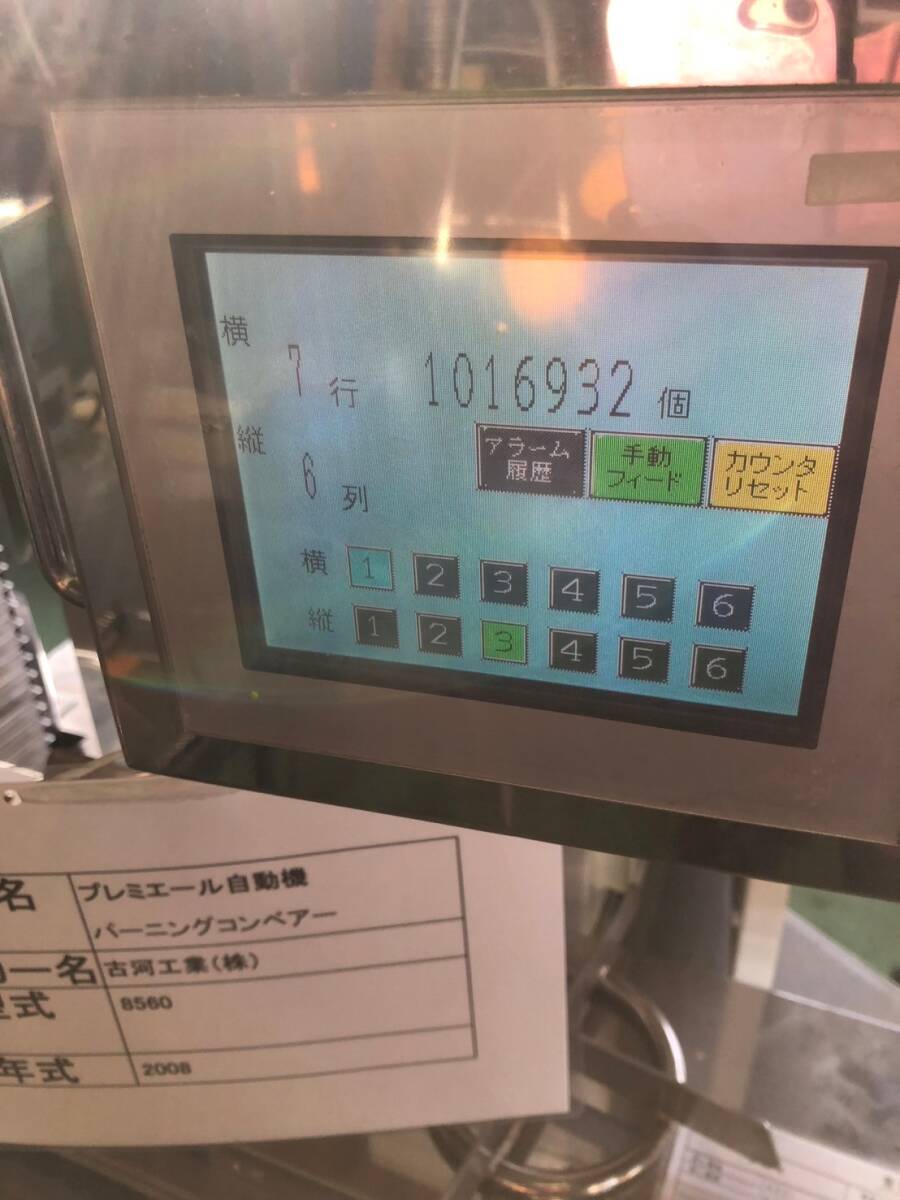 横
7 行 1016932 個
縦
アラーム
履歴
手動
フィード
カウンタ
リセット
6 列
横 1 2 3 4 5 6
縦 1 2 3 4 5 6
名 プレミエール自動機
バーニングコンベアー
ー名 古河工業(株)
型式 8560
年式 2008